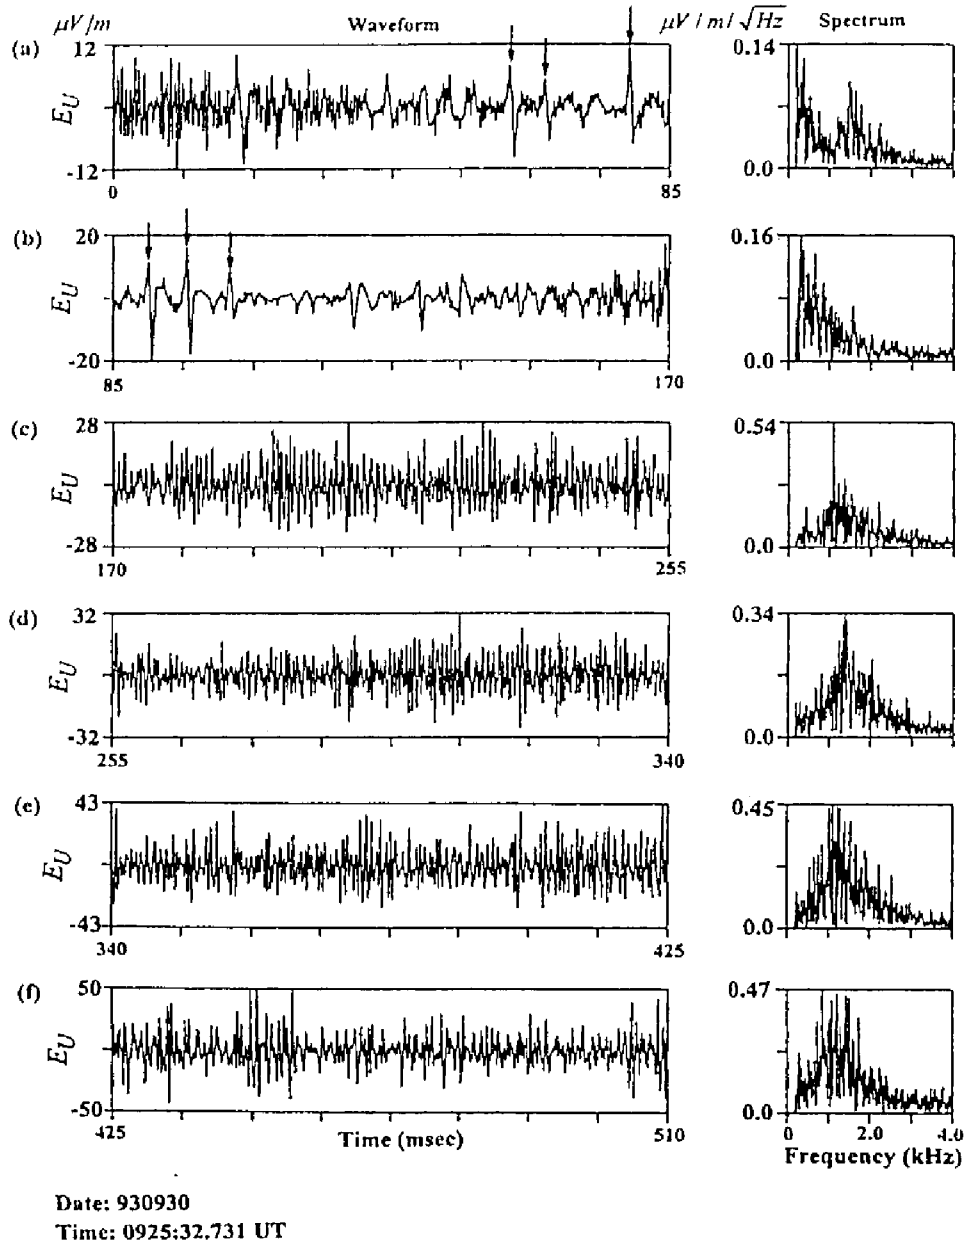 μV/m Waveform μV / m / √Hz Spectrum
(a) 12 0.14
E_U
-12 0.0
0 85
(b) 20 0.16
E_U
-20 0.0
85 170
(c) 28 0.54
E_U
-28 0.0
170 255
(d) 32 0.34
E_U
-32 0.0
255 340
(e) 43 0.45
E_U
-43 0.0
340 425
(f) 50 0.47
E_U
-50 0.0
425 Time (msec) 510 0 2.0 4.0
Frequency (kHz)
Date: 930930
Time: 0925:32.731 UT